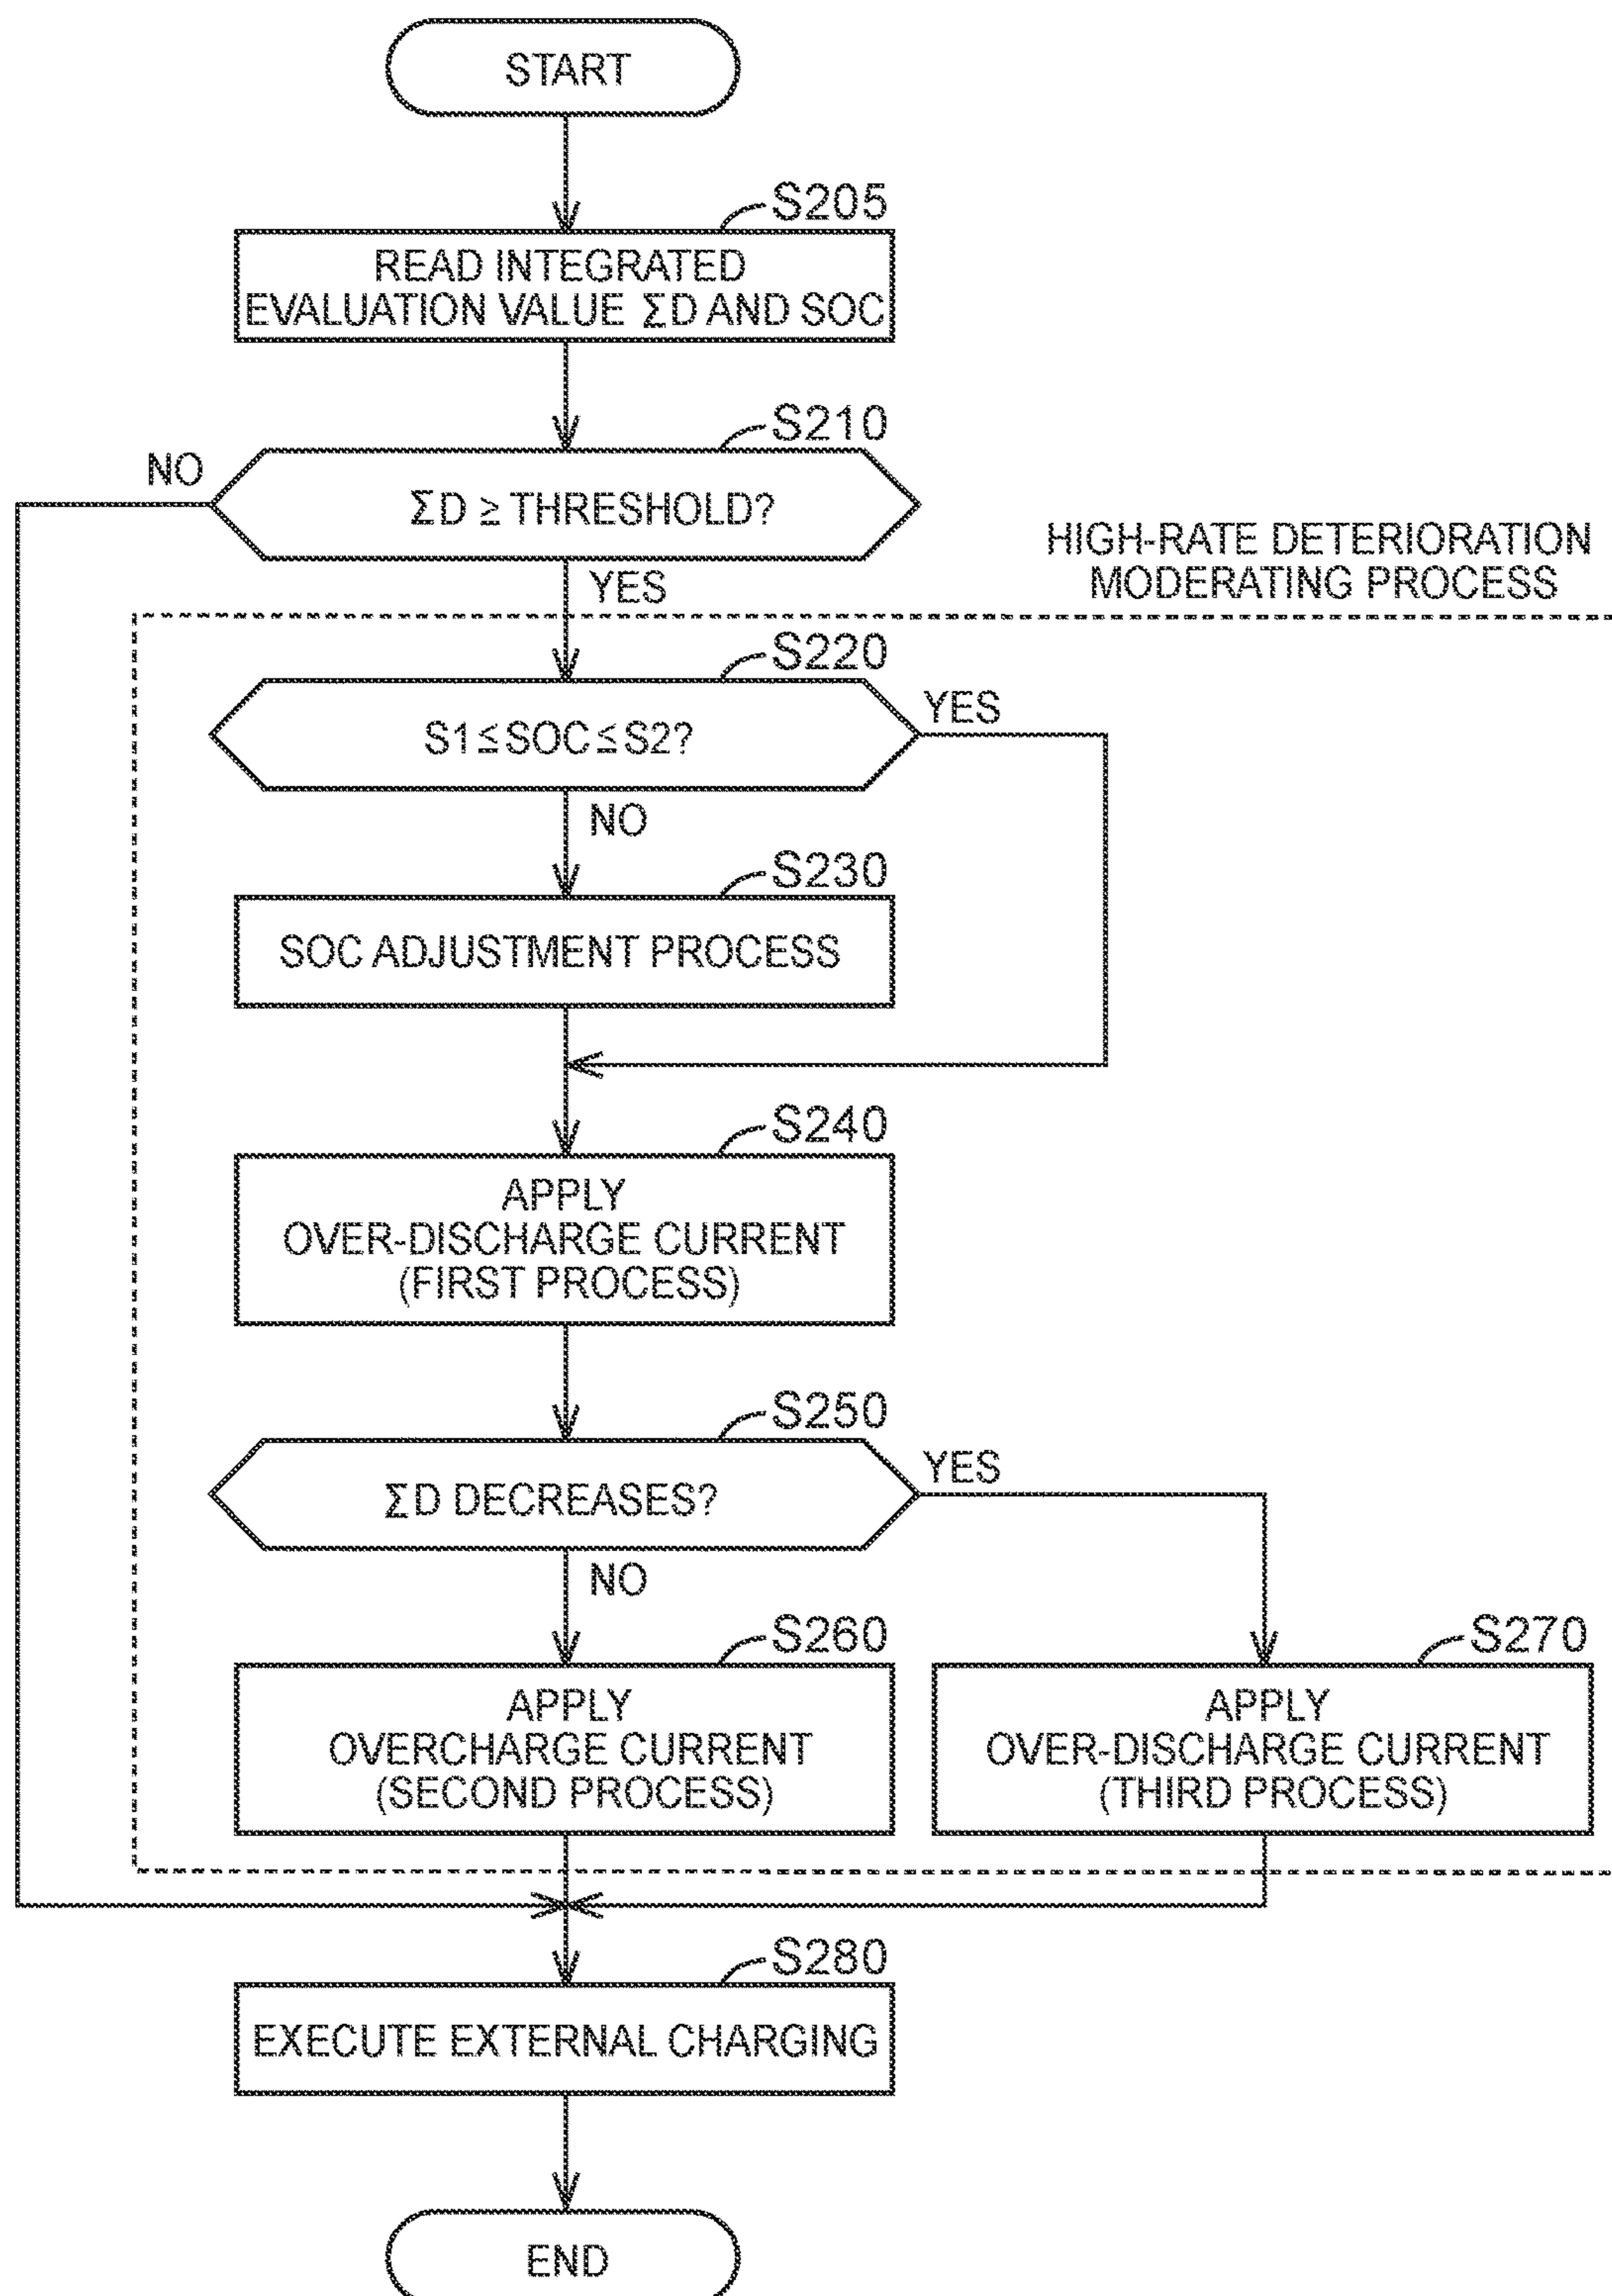 START
S205
READ INTEGRATED
EVALUATION VALUE ΣD AND SOC
S210
NO
ΣD ≥ THRESHOLD?
HIGH-RATE DETERIORATION
MODERATING PROCESS
YES
S220
YES
S1≦SOC≦S2?
NO
S230
SOC ADJUSTMENT PROCESS
S240
APPLY
OVER-DISCHARGE CURRENT
(FIRST PROCESS)
S250
YES
ΣD DECREASES?
NO
S260
APPLY
OVERCHARGE CURRENT
(SECOND PROCESS)
S270
APPLY
OVER-DISCHARGE CURRENT
(THIRD PROCESS)
S280
EXECUTE EXTERNAL CHARGING
END